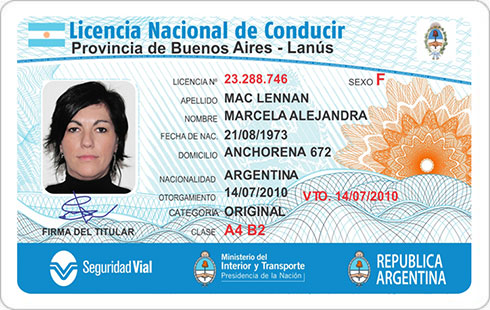 Licencia Nacional de Conducir
Provincia de Buenos Aires - Lanús
LICENCIA Nº 23.288.746 SEXO F
APELLIDO MAC LENNAN
NOMBRE MARCELA ALEJANDRA
FECHA DE NAC. 21/08/1973
DOMICILIO ANCHORENA 672
NACIONALIDAD ARGENTINA
OTORGAMIENTO 14/07/2010 VTO. 14/07/2010
CATEGORÍA ORIGINAL
CLASE A4 B2
FIRMA DEL TITULAR
Seguridad Vial
Ministerio del
Interior y Transporte
Presidencia de la Nación
REPUBLICA
ARGENTINA